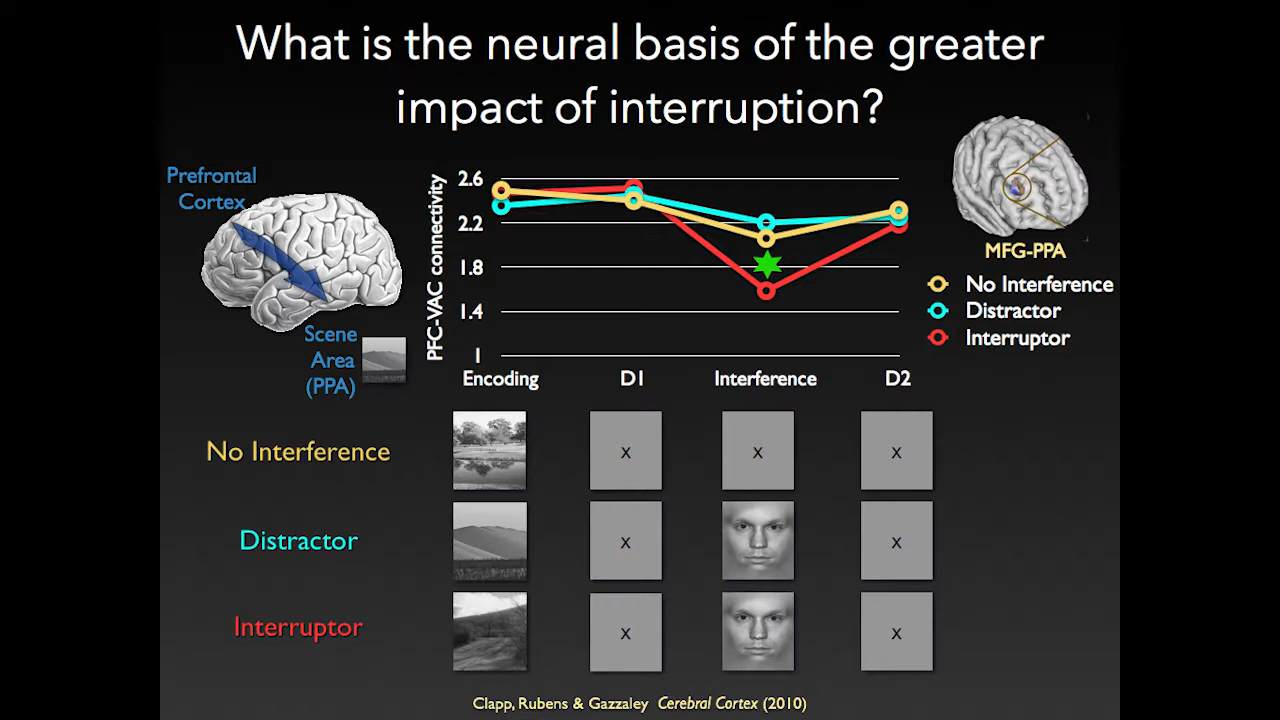 What is the neural basis of the greater
impact of interruption?
Prefrontal
Cortex
Scene
Area
(PPA)
PFC-VAC connectivity
2.6
2.2
1.8
1.4
1
Encoding D1 Interference D2
MFG-PPA
No Interference
Distractor
Interruptor
No Interference
x x x
Distractor
x x
Interruptor
x x
Clapp, Rubens & Gazzaley Cerebral Cortex (2010)